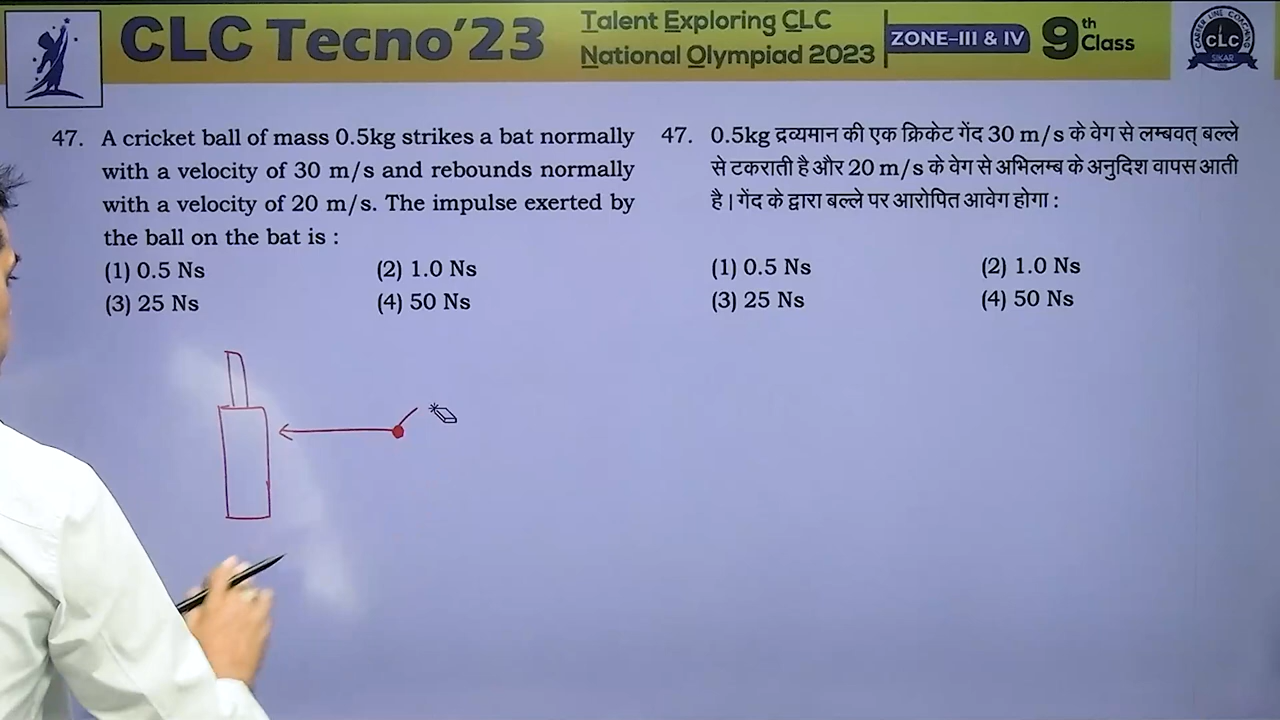 CLC Tecno'23
Talent Exploring CLC
National Olympiad 2023
ZONE–III & IV
9th Class
CAREER LINE COACHING
CLC
SIKAR
47. A cricket ball of mass 0.5kg strikes a bat normally
with a velocity of 30 m/s and rebounds normally
with a velocity of 20 m/s. The impulse exerted by
the ball on the bat is :
(1) 0.5 Ns (2) 1.0 Ns
(3) 25 Ns (4) 50 Ns
47. 0.5kg द्रव्यमान की एक क्रिकेट गेंद 30 m/s के वेग से लम्बवत् बल्ले
से टकराती है और 20 m/s के वेग से अभिलम्ब के अनुदिश वापस आती
है। गेंद के द्वारा बल्ले पर आरोपित आवेग होगा :
(1) 0.5 Ns (2) 1.0 Ns
(3) 25 Ns (4) 50 Ns